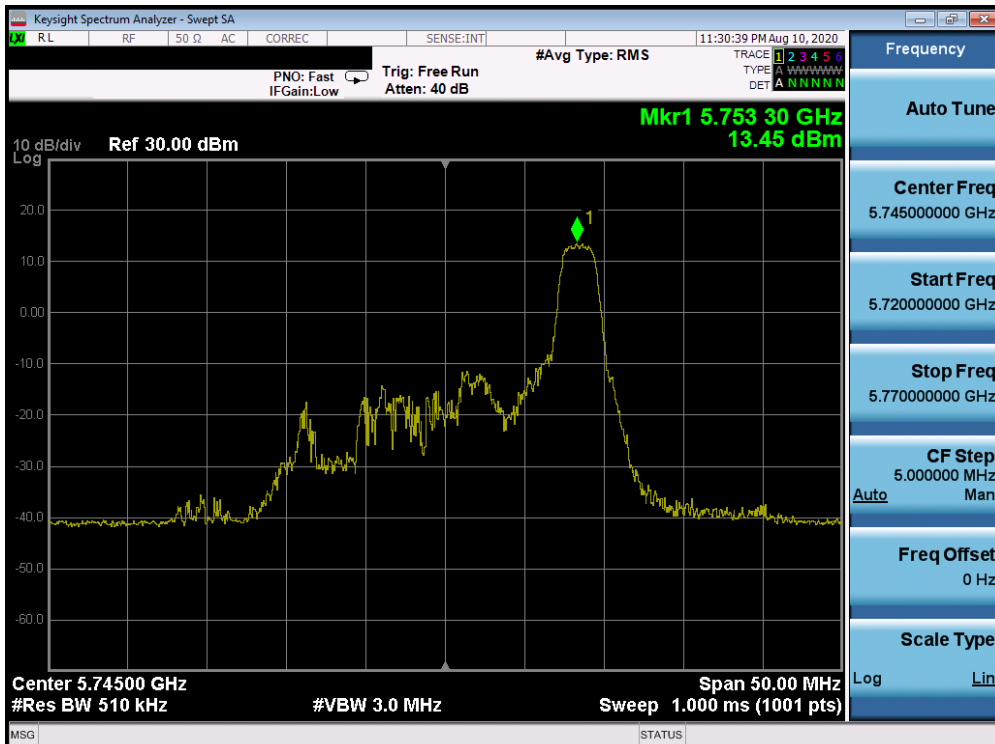 Keysight Spectrum Analyzer - Swept SA
LXI RL RF 50 Ω AC CORREC SENSE:INT 11:30:39 PM Aug 10, 2020
#Avg Type: RMS
TRACE 1 2 3 4 5 6
TYPE A WWWWW
DET A N N N N N
PNO: Fast
IFGain:Low
Trig: Free Run
Atten: 40 dB
Mkr1 5.753 30 GHz
13.45 dBm
10 dB/div
Log
Ref 30.00 dBm
1
20.0
10.0
0.00
-10.0
-20.0
-30.0
-40.0
-50.0
-60.0
Center 5.74500 GHz
Span 50.00 MHz
#Res BW 510 kHz
#VBW 3.0 MHz
Sweep 1.000 ms (1001 pts)
MSG
STATUS
Frequency
Auto Tune
Center Freq
5.745000000 GHz
Start Freq
5.720000000 GHz
Stop Freq
5.770000000 GHz
CF Step
5.000000 MHz
Auto Man
Freq Offset
0 Hz
Scale Type
Log Lin